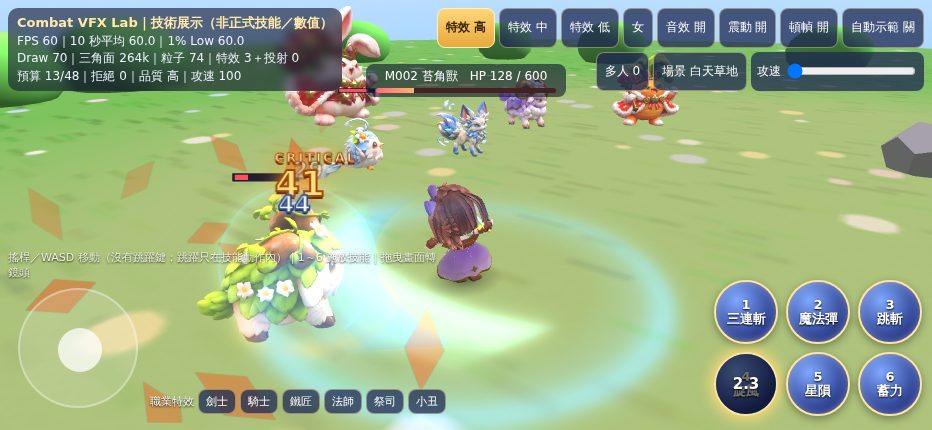 Combat VFX Lab｜技術展示（非正式技能／數值）
FPS 60｜10 秒平均 60.0｜1% Low 60.0
Draw 70｜三角面 264k｜粒子 74｜特效 3＋投射 0
預算 13/48｜拒絕 0｜品質 高｜攻速 100
特效 高
特效 中
特效 低
女
音效 開
震動 開
頓幀 開
自動示範 關
多人 0
場景 白天草地
攻速
M002 苔角獸 HP 128 / 600
CRITICAL
41
44
搖桿／WASD 移動（沒有跳躍鍵；跳躍只在技能動作內）｜1～6 施放技能｜拖曳畫面轉
鏡頭
1
三連斬
2
魔法彈
3
跳斬
2.3
旋風
5
星隕
6
蓄力
職業特效
劍士
騎士
鐵匠
法師
祭司
小丑